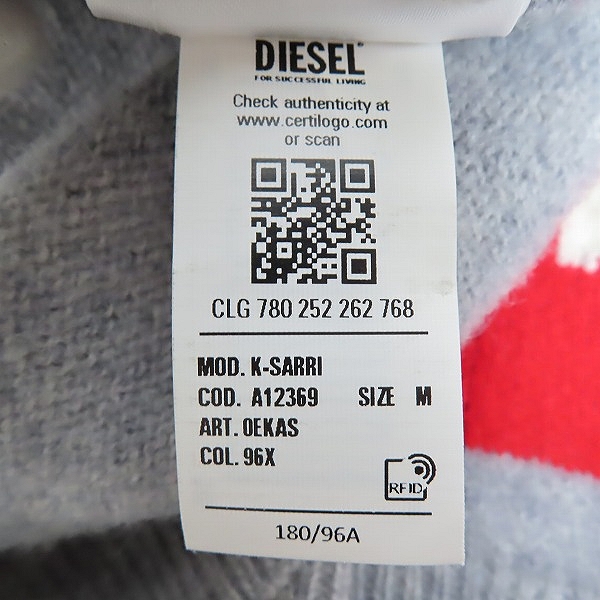 DIESEL®
FOR SUCCESSFUL LIVING
Check authenticity at
www.certilogo.com
or scan
CLG 780 252 262 768
MOD. K-SARRI
COD. A12369 SIZE M
ART. 0EKAS
COL. 96X
RFID
180/96A